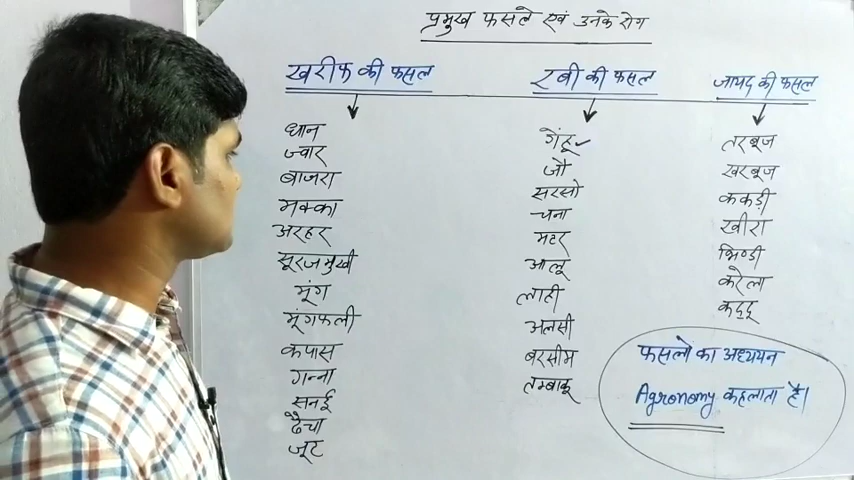 प्रमुख फसले एवं उनके रोग
खरीफ की फसल
धान
ज्वार
बाजरा
मक्का
अरहर
सूरजमुखी
मूंग
मूंगफली
कपास
गन्ना
सनई
ढैंचा
जूट
रबी की फसल
गेंहू
जौ
सरसो
चना
मटर
आलू
लाही
अलसी
बरसीम
तम्बाकू
जायद की फसल
तरबूज
खरबूज
ककड़ी
खीरा
भिण्डी
करेला
कद्दू
फसलो का अध्ययन
Agronomy कहलाता है।